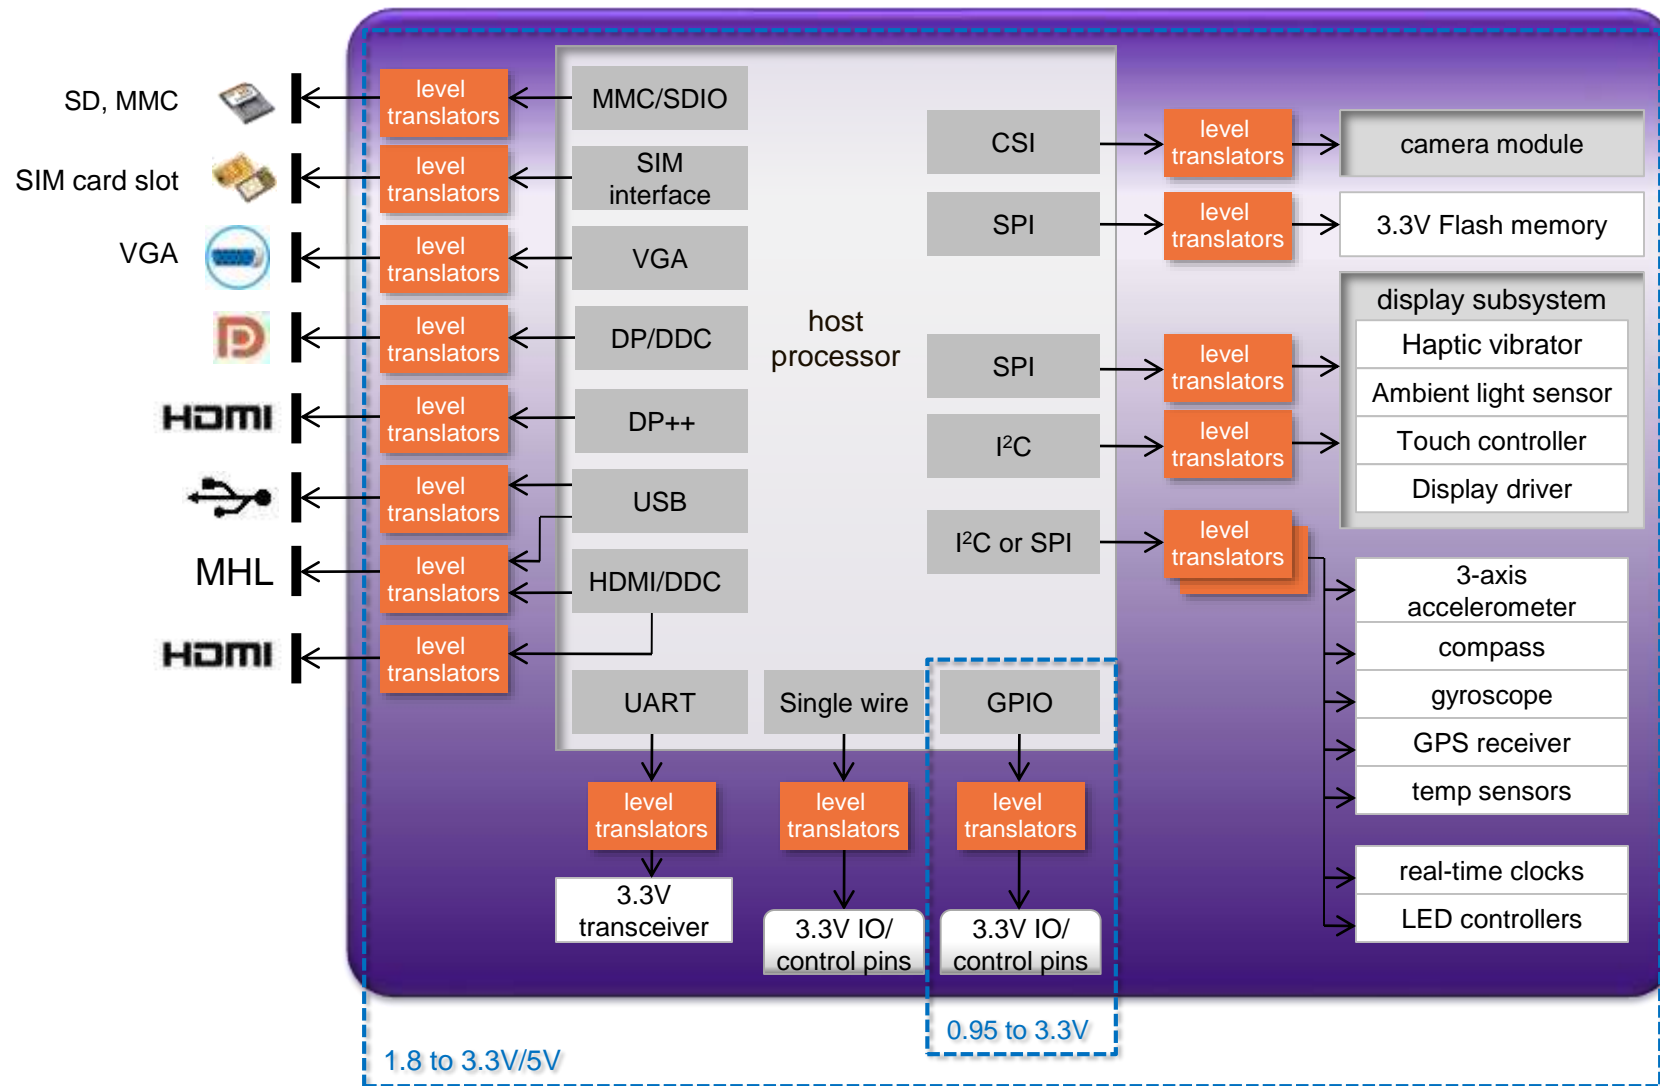 SD, MMC
level
translators
MMC/SDIO
SIM card slot
level
translators
SIM
interface
VGA
level
translators
VGA
level
translators
DP/DDC
HDMI
level
translators
DP++
level
translators
USB
MHL
level
translators
HDMI/DDC
HDMI
level
translators
host
processor
CSI
level
translators
camera module
SPI
level
translators
3.3V Flash memory
SPI
level
translators
I²C
level
translators
display subsystem
Haptic vibrator
Ambient light sensor
Touch controller
Display driver
I²C or SPI
level
translators
3-axis
accelerometer
compass
gyroscope
GPS receiver
temp sensors
real-time clocks
LED controllers
UART
level
translators
3.3V
transceiver
Single wire
level
translators
3.3V IO/
control pins
GPIO
level
translators
3.3V IO/
control pins
0.95 to 3.3V
1.8 to 3.3V/5V